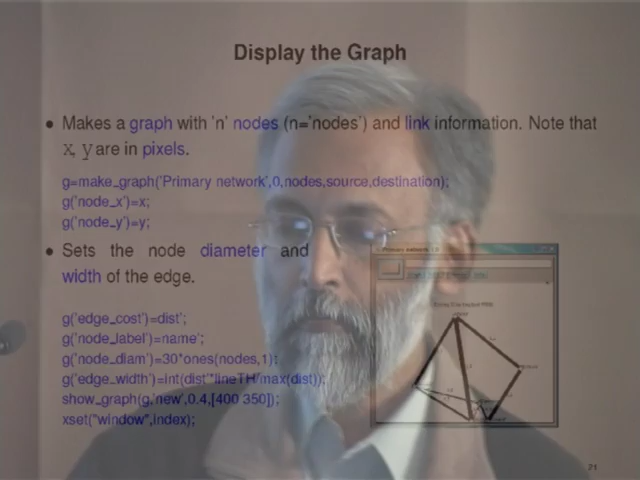 Display the Graph
• Makes a graph with 'n' nodes (n='nodes') and link information. Note that
x, y are in pixels.
g=make_graph('Primary network',0,nodes,source,destination);
g('node_x')=x;
g('node_y')=y;
• Sets the node diameter and
width of the edge.
g('edge_cost')=dist';
g('node_label')=name';
g('node_diam')=30*ones(nodes,1);
g('edge_width')=int(dist'*lineTH/max(dist));
show_graph(g,'new',0.4,[400 350]);
xset("window",index);
21